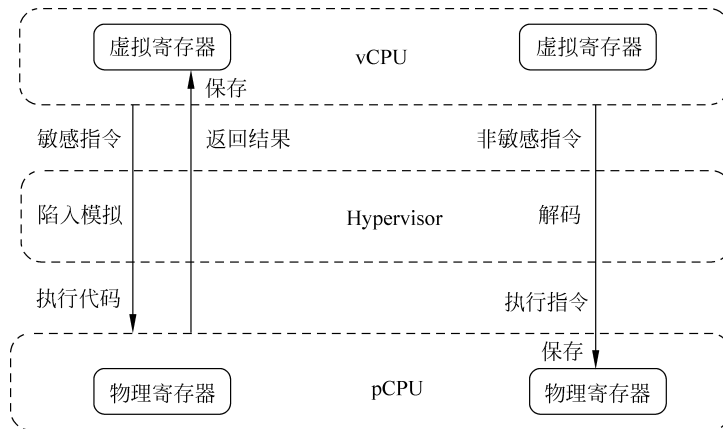 虚拟寄存器
vCPU
虚拟寄存器
保存
敏感指令
返回结果
非敏感指令
陷入模拟
Hypervisor
解码
执行代码
执行指令
保存
物理寄存器
pCPU
物理寄存器